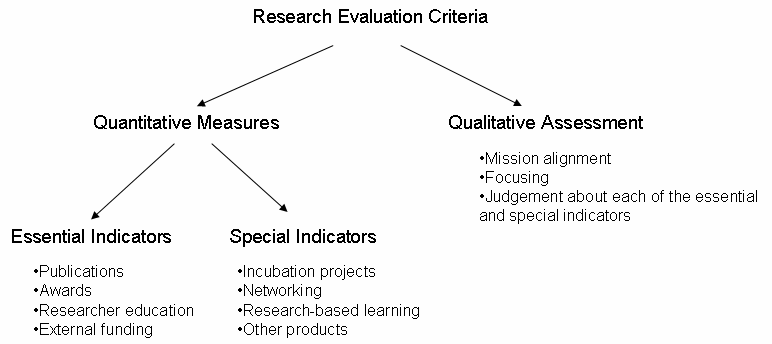 Research Evaluation Criteria
Quantitative Measures
Qualitative Assessment
•Mission alignment
•Focusing
•Judgement about each of the essential
and special indicators
Essential Indicators
•Publications
•Awards
•Researcher education
•External funding
Special Indicators
•Incubation projects
•Networking
•Research-based learning
•Other products